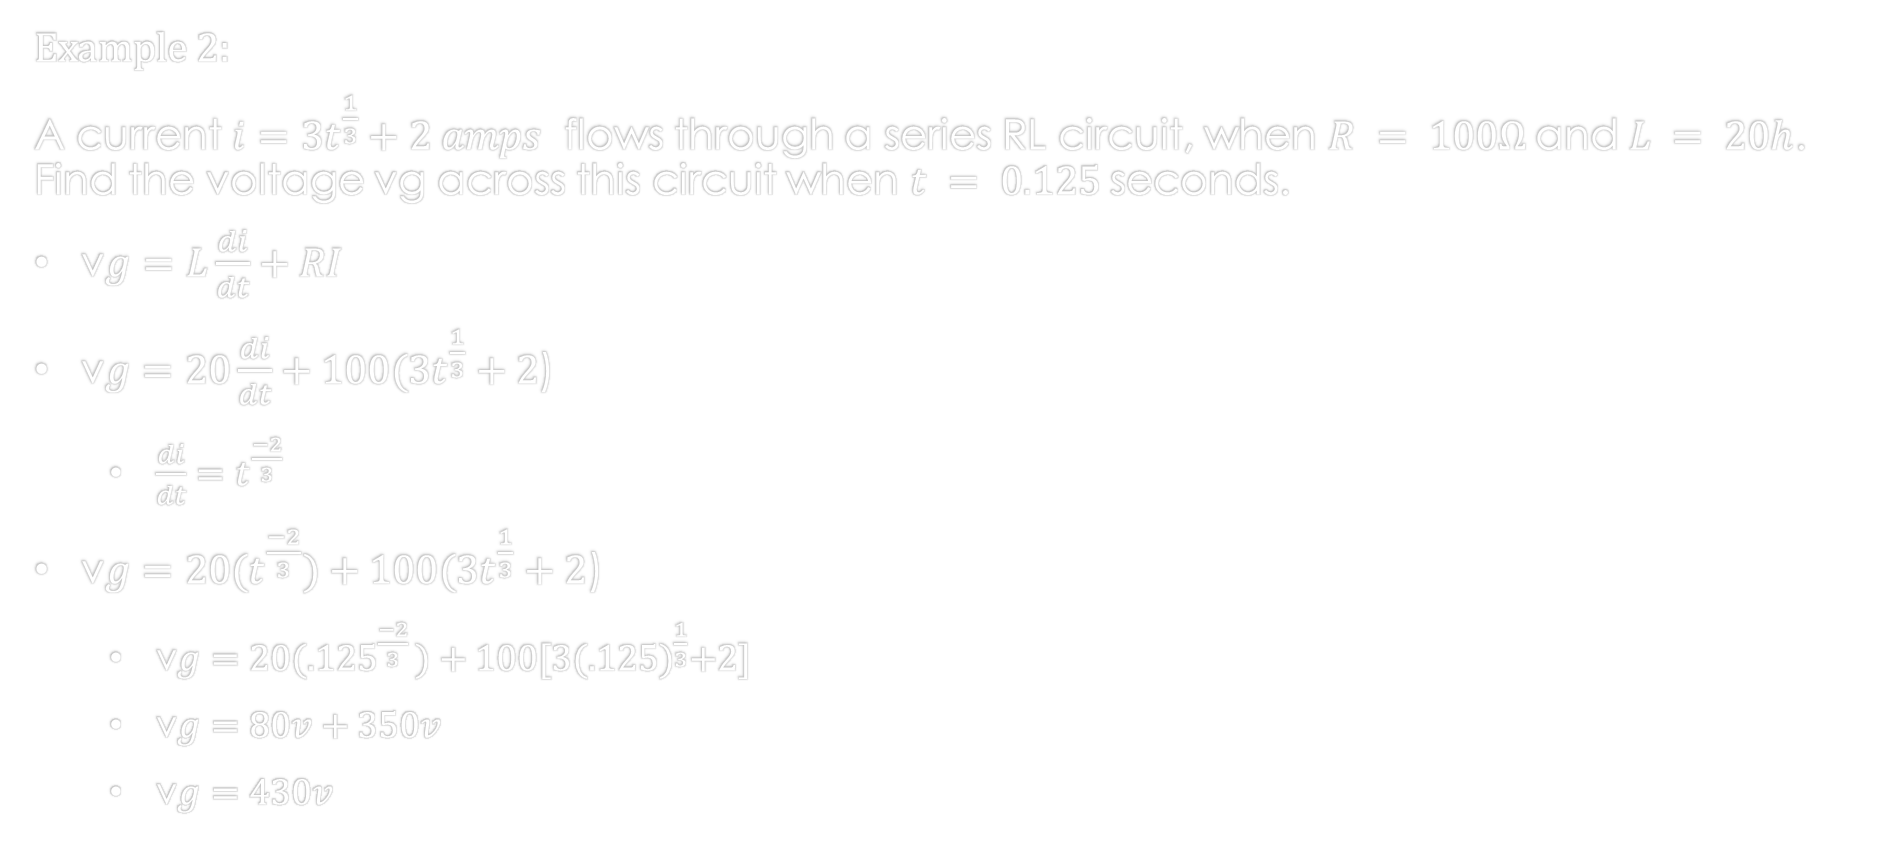 Example 2:
A current i = 3t^(1/3) + 2 amps flows through a series RL circuit, when R = 100Ω and L = 20h.
Find the voltage vg across this circuit when t = 0.125 seconds.
• vg = L di/dt + RI
• vg = 20 di/dt + 100(3t^(1/3) + 2)
• di/dt = t^(−2/3)
• vg = 20(t^(−2/3)) + 100(3t^(1/3) + 2)
• vg = 20(.125^(−2/3)) + 100[3(.125)^(1/3)+2]
• vg = 80v + 350v
• vg = 430v